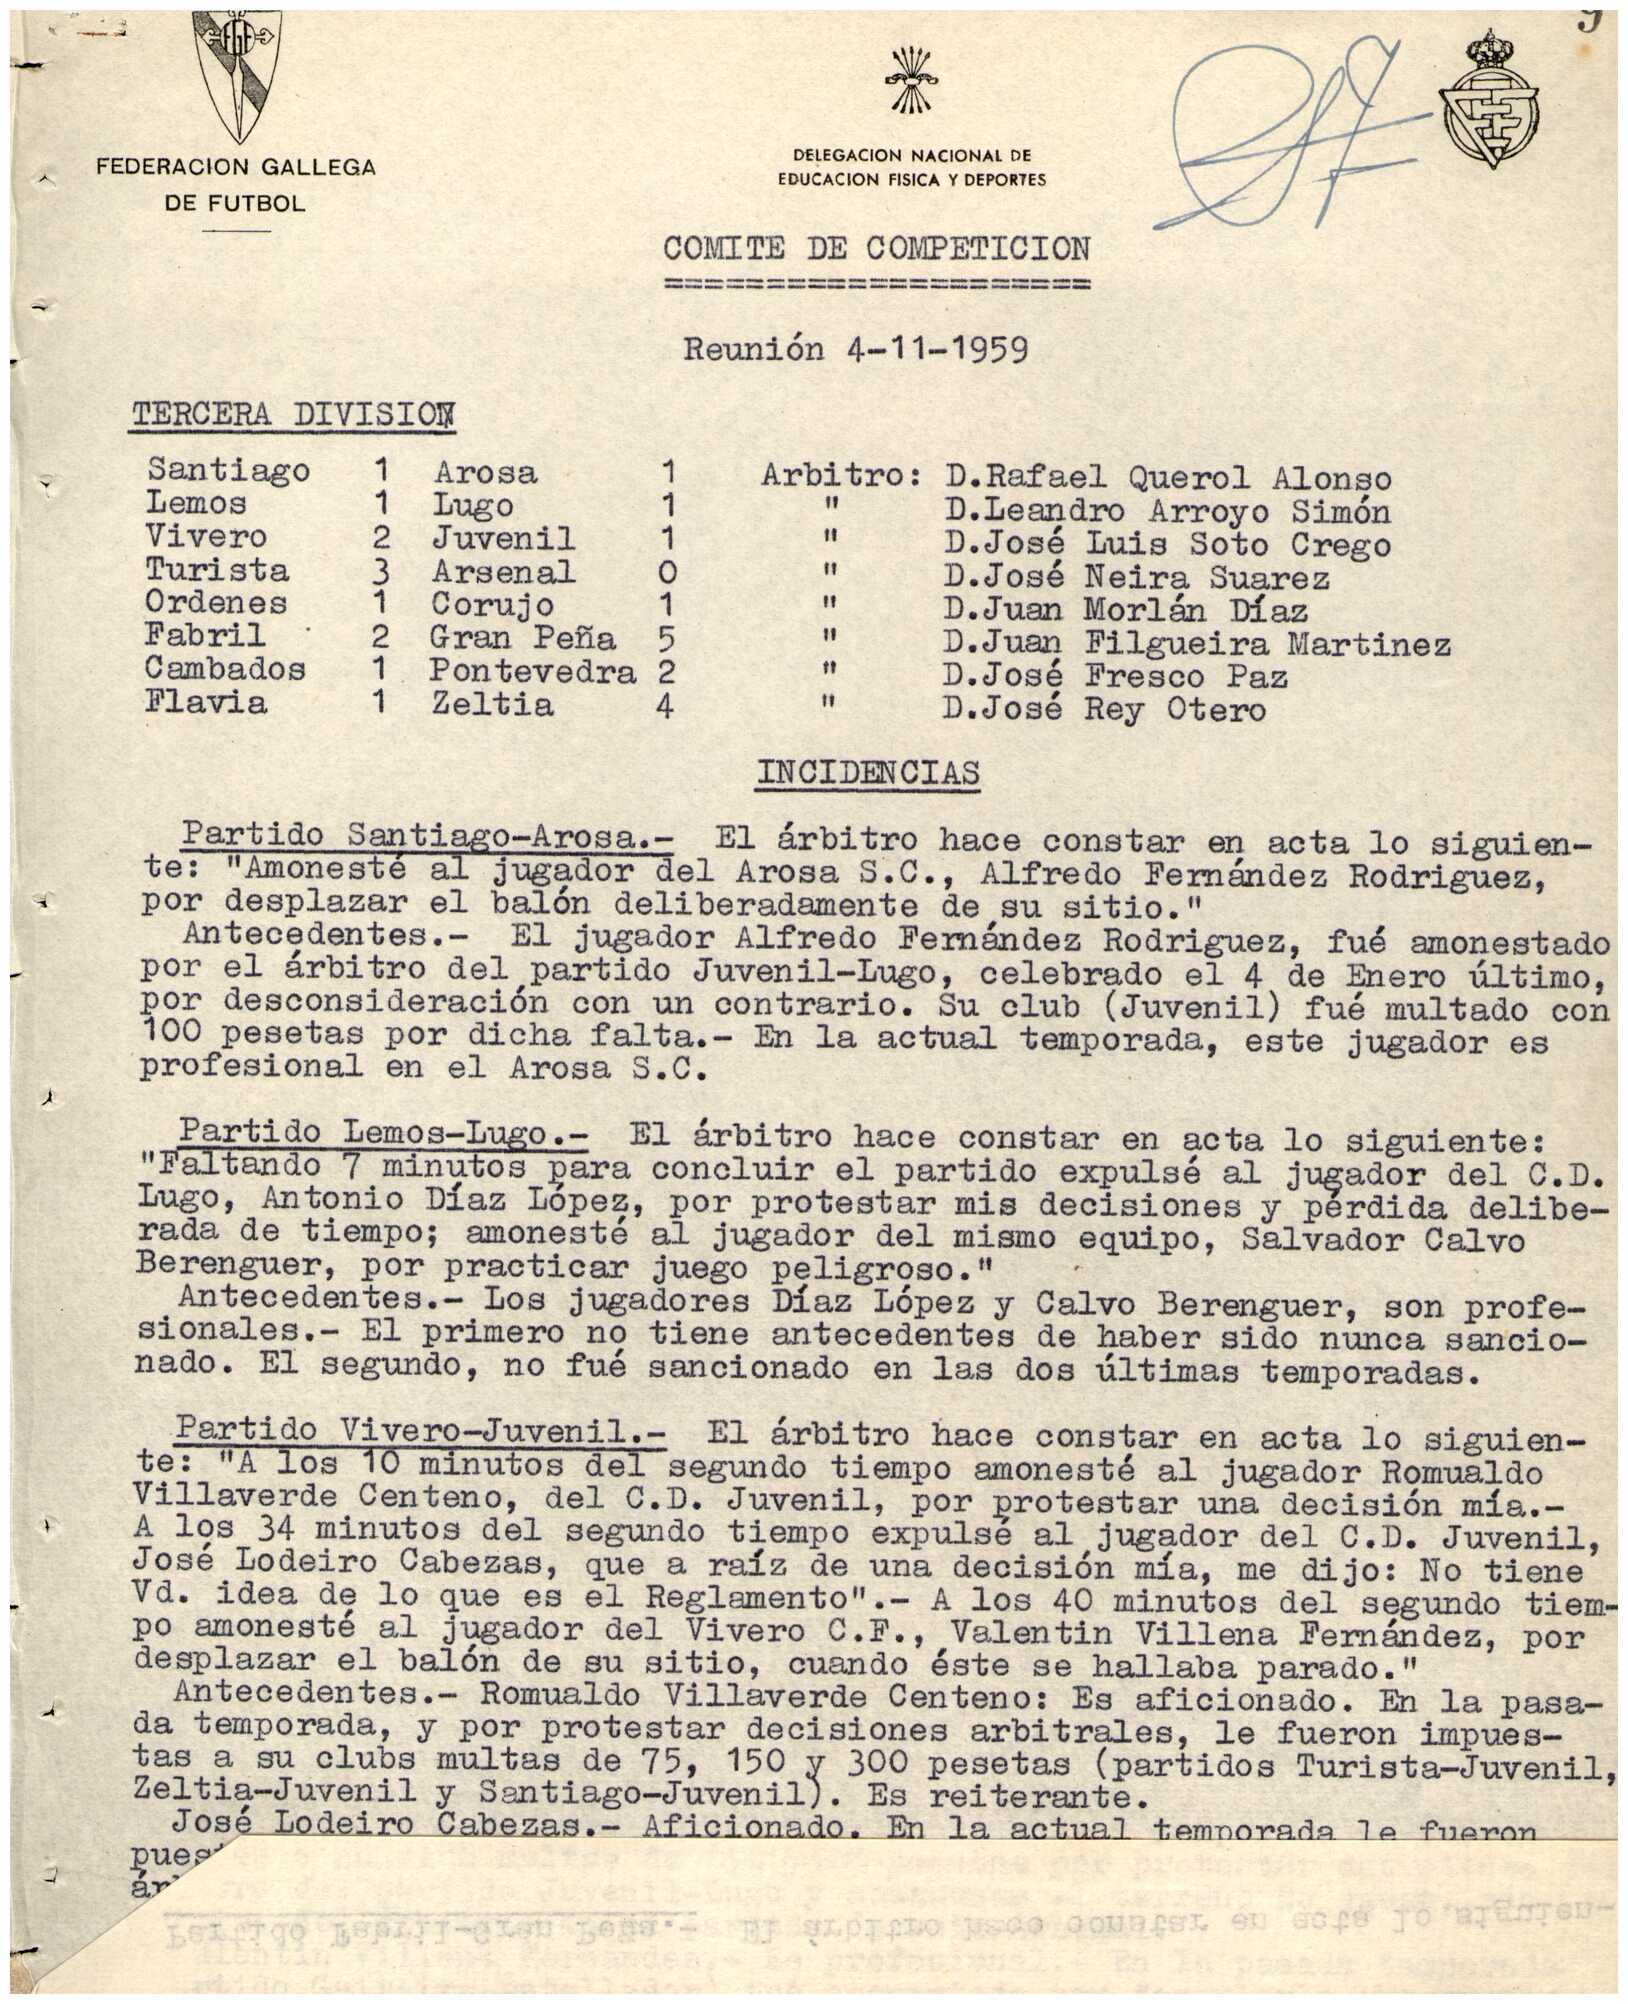 9
FGF
FEDERACION GALLEGA
DE FUTBOL
DELEGACION NACIONAL DE
EDUCACION FISICA Y DEPORTES
COMITE DE COMPETICION
=====================
Reunión 4-11-1959
TERCERA DIVISION
Santiago 1 Arosa 1 Arbitro: D.Rafael Querol Alonso
Lemos 1 Lugo 1 " D.Leandro Arroyo Simón
Vivero 2 Juvenil 1 " D.José Luis Soto Crego
Turista 3 Arsenal 0 " D.José Neira Suarez
Ordenes 1 Corujo 1 " D.Juan Morlán Díaz
Fabril 2 Gran Peña 5 " D.Juan Filgueira Martinez
Cambados 1 Pontevedra 2 " D.José Fresco Paz
Flavia 1 Zeltia 4 " D.José Rey Otero
INCIDENCIAS
Partido Santiago-Arosa.- El árbitro hace constar en acta lo siguien-
te: "Amonesté al jugador del Arosa S.C., Alfredo Fernández Rodriguez,
por desplazar el balón deliberadamente de su sitio."
Antecedentes.- El jugador Alfredo Fernández Rodriguez, fué amonestado
por el árbitro del partido Juvenil-Lugo, celebrado el 4 de Enero último,
por desconsideración con un contrario. Su club (Juvenil) fué multado con
100 pesetas por dicha falta.- En la actual temporada, este jugador es
profesional en el Arosa S.C.
Partido Lemos-Lugo.- El árbitro hace constar en acta lo siguiente:
"Faltando 7 minutos para concluir el partido expulsé al jugador del C.D.
Lugo, Antonio Díaz López, por protestar mis decisiones y pérdida delibe-
rada de tiempo; amonesté al jugador del mismo equipo, Salvador Calvo
Berenguer, por practicar juego peligroso."
Antecedentes.- Los jugadores Díaz López y Calvo Berenguer, son profe-
sionales.- El primero no tiene antecedentes de haber sido nunca sancio-
nado. El segundo, no fué sancionado en las dos últimas temporadas.
Partido Vivero-Juvenil.- El árbitro hace constar en acta lo siguien-
te: "A los 10 minutos del segundo tiempo amonesté al jugador Romualdo
Villaverde Centeno, del C.D. Juvenil, por protestar una decisión mía.-
A los 34 minutos del segundo tiempo expulsé al jugador del C.D. Juvenil,
José Lodeiro Cabezas, que a raíz de una decisión mía, me dijo: No tiene
Vd. idea de lo que es el Reglamento".- A los 40 minutos del segundo tiem-
po amonesté al jugador del Vivero C.F., Valentin Villena Fernández, por
desplazar el balón de su sitio, cuando éste se hallaba parado."
Antecedentes.- Romualdo Villaverde Centeno: Es aficionado. En la pasa-
da temporada, y por protestar decisiones arbitrales, le fueron impues-
tas a su clubs multas de 75, 150 y 300 pesetas (partidos Turista-Juvenil,
Zeltia-Juvenil y Santiago-Juvenil). Es reiterante.
José Lodeiro Cabezas.- Aficionado. En la actual temporada le fueron
Partido Fabril-Gran Peña.- El árbitro hace constar en acta lo siguien-